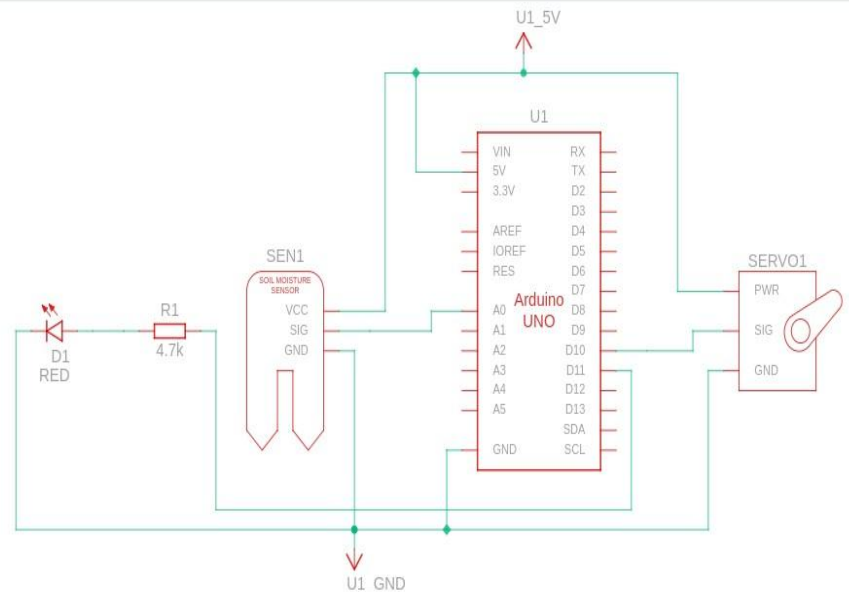 U1_5V
U1
VIN
5V
3.3V
AREF
IOREF
RES
A0
A1
A2
A3
A4
A5
GND
Arduino
UNO
RX
TX
D2
D3
D4
D5
D6
D7
D8
D9
D10
D11
D12
D13
SDA
SCL
SEN1
SOIL MOISTURE
SENSOR
VCC
SIG
GND
SERVO1
PWR
SIG
GND
R1
4.7k
D1
RED
U1 GND